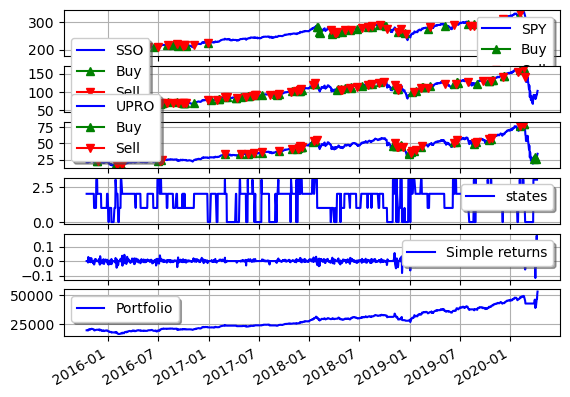 300
200
SPY
Buy
SSO
Buy
Sell
150
100
50
UPRO
Buy
Sell
75
50
25
2.5
0.0
states
0.1
0.0
−0.1
Simple returns
50000
25000
Portfolio
2016-01
2016-07
2017-01
2017-07
2018-01
2018-07
2019-01
2019-07
2020-01